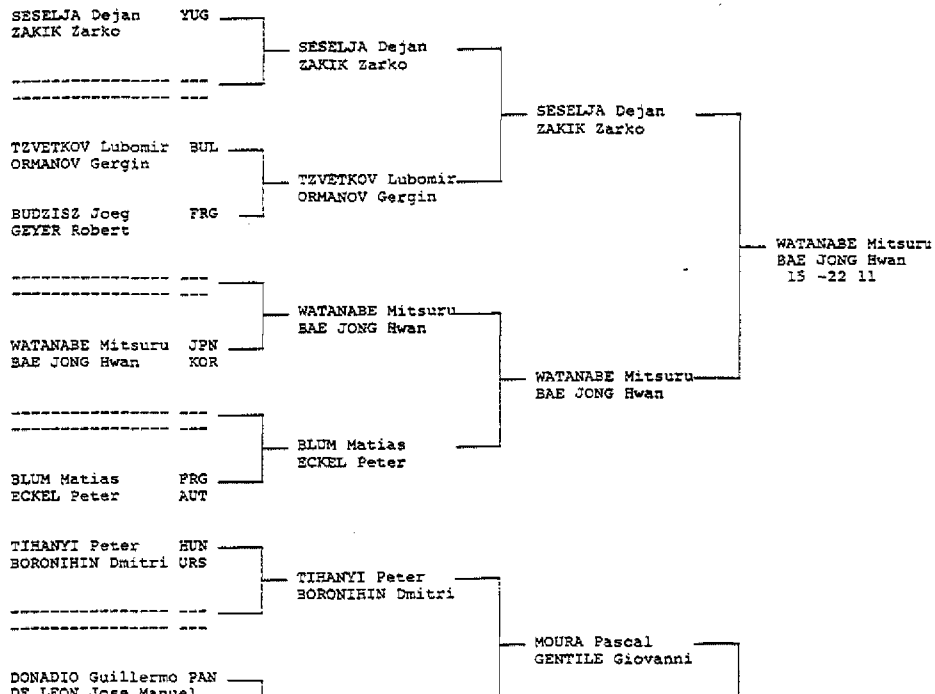 SESELJA Dejan YUG
ZAKIK Zarko
SESELJA Dejan
ZAKIK Zarko
----------------- ---
----------------- ---
SESELJA Dejan
ZAKIK Zarko
TZVETKOV Lubomir BUL
ORMANOV Gergin
TZVETKOV Lubomir
ORMANOV Gergin
BUDZISZ Joeg FRG
GEYER Robert
WATANABE Mitsuru
BAE JONG Hwan
15 -22 11
----------------- ---
----------------- ---
WATANABE Mitsuru
BAE JONG Hwan
WATANABE Mitsuru JPN
BAE JONG Hwan KOR
WATANABE Mitsuru
BAE JONG Hwan
----------------- ---
----------------- ---
BLUM Matias
ECKEL Peter
BLUM Matias FRG
ECKEL Peter AUT
TIHANYI Peter HUN
BORONIHIN Dmitri URS
TIHANYI Peter
BORONIHIN Dmitri
----------------- ---
----------------- ---
MOURA Pascal
GENTILE Giovanni
DONADIO Guillermo PAN
DE LEON Jose Manuel